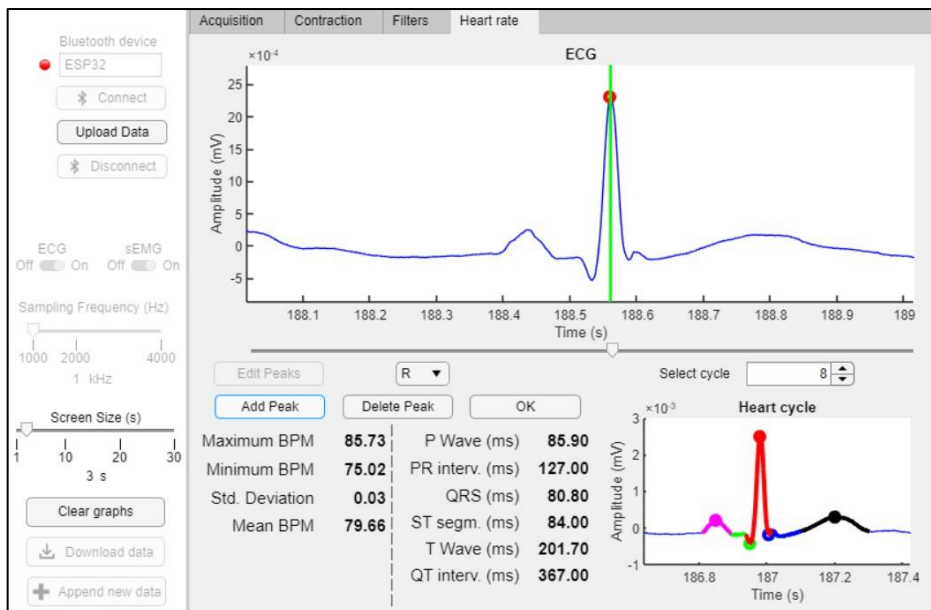 Acquisition Contraction Filters Heart rate
Bluetooth device
ESP32
Connect
Upload Data
Disconnect
ECG sEMG
Off On Off On
Sampling Frequency (Hz)
1000 2000 4000
1 kHz
Screen Size (s)
1 10 20 30
3 s
Clear graphs
Download data
Append new data
ECG
×10-4
25
20
15
10
5
0
-5
Amplitude (mV)
188.1 188.2 188.3 188.4 188.5 188.6 188.7 188.8 188.9 189
Time (s)
Edit Peaks R Select cycle 8
Add Peak Delete Peak OK
Maximum BPM 85.73
Minimum BPM 75.02
Std. Deviation 0.03
Mean BPM 79.66
P Wave (ms) 85.90
PR interv. (ms) 127.00
QRS (ms) 80.80
ST segm. (ms) 84.00
T Wave (ms) 201.70
QT interv. (ms) 367.00
Heart cycle
×10-3
3
2
1
0
-1
Amplitude (mV)
186.8 187 187.2 187.4
Time (s)